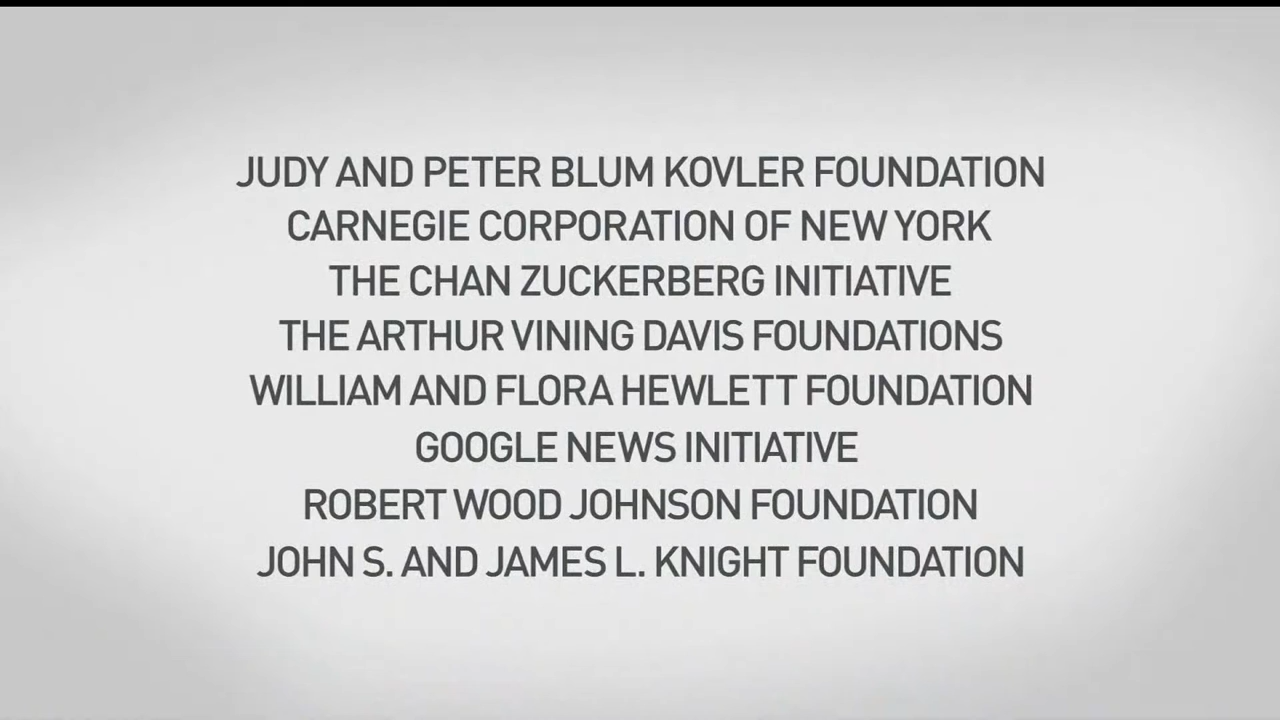 JUDY AND PETER BLUM KOVLER FOUNDATION
CARNEGIE CORPORATION OF NEW YORK
THE CHAN ZUCKERBERG INITIATIVE
THE ARTHUR VINING DAVIS FOUNDATIONS
WILLIAM AND FLORA HEWLETT FOUNDATION
GOOGLE NEWS INITIATIVE
ROBERT WOOD JOHNSON FOUNDATION
JOHN S. AND JAMES L. KNIGHT FOUNDATION